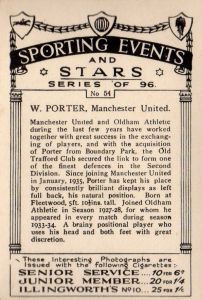 SPORTING EVENTS
AND
STARS
SERIES OF 96.
No 54
W. PORTER, Manchester United.
Manchester United and Oldham Athletic
during the last few years have worked
together with great success in the exchang-
ing of players, and with the acquisition
of Porter from Boundary Park, the Old
Trafford Club secured the link to form one
of the finest defences in the Second
Division. Since joining Manchester United
in January, 1935, Porter has kept his place
by consistently brilliant displays as left
full back, his natural position. Born at
Fleetwood, 5ft. 10½ins. tall. Joined Oldham
Athletic in Season 1927-28, for whom he
appeared in every match during season
1933-34. A brainy positional player who
uses his head and both feet with great
discretion.
These Interesting Photographs are
Issued with the following Cigarettes:
SENIOR SERVICE... 10 FOR 6ᴰ
JUNIOR MEMBER.. 20 FOR 1/4
ILLINGWORTH'S Nº10.. 25 FOR 1/4